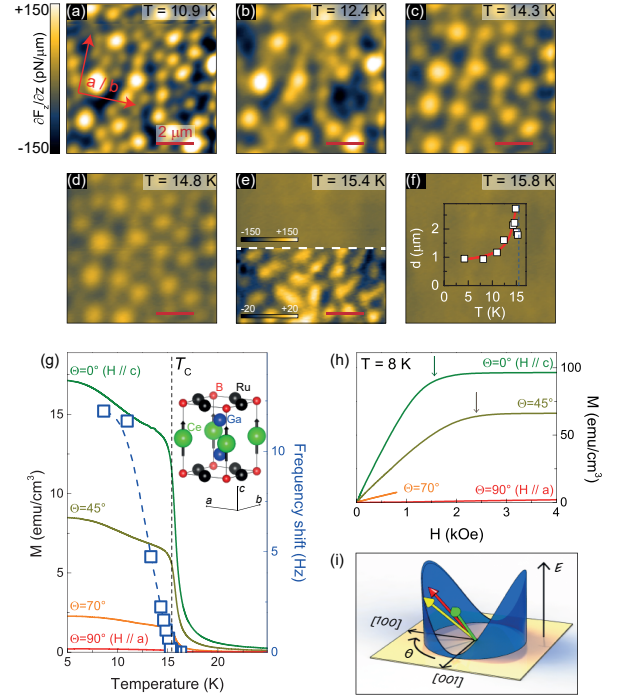 +150
-150
∂Fz/∂z (pN/μm)
(a) T = 10.9 K
a / b
2 μm
(b) T = 12.4 K
(c) T = 14.3 K
(d) T = 14.8 K
(e) T = 15.4 K
-150 +150
-20 +20
(f) T = 15.8 K
d (μm)
2
1
0
5 10 15
T (K)
(g)
Θ=0° (H // c)
TC
B
Ru
Ce
Ga
c
a
b
Θ=45°
Θ=70°
Θ=90° (H // a)
M (emu/cm³)
15
10
5
0
Frequency shift (Hz)
10
5
0
5 10 15 20
Temperature (K)
(h) T = 8 K
Θ=0° (H // c)
Θ=45°
Θ=70°
Θ=90° (H // a)
M (emu/cm³)
100
50
0
0 1 2 3 4
H (kOe)
(i)
E
[100]
Θ
[001]